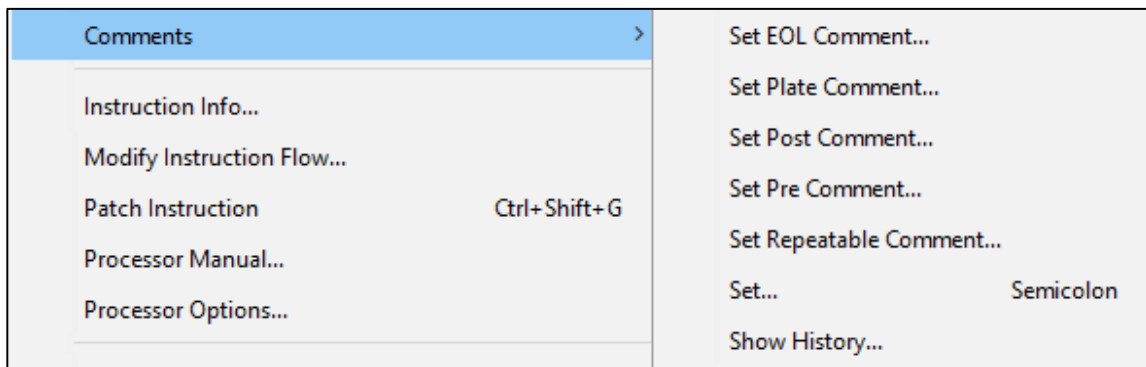 Comments >
Instruction Info...
Modify Instruction Flow...
Patch Instruction Ctrl+Shift+G
Processor Manual...
Processor Options...
Set EOL Comment...
Set Plate Comment...
Set Post Comment...
Set Pre Comment...
Set Repeatable Comment...
Set... Semicolon
Show History...